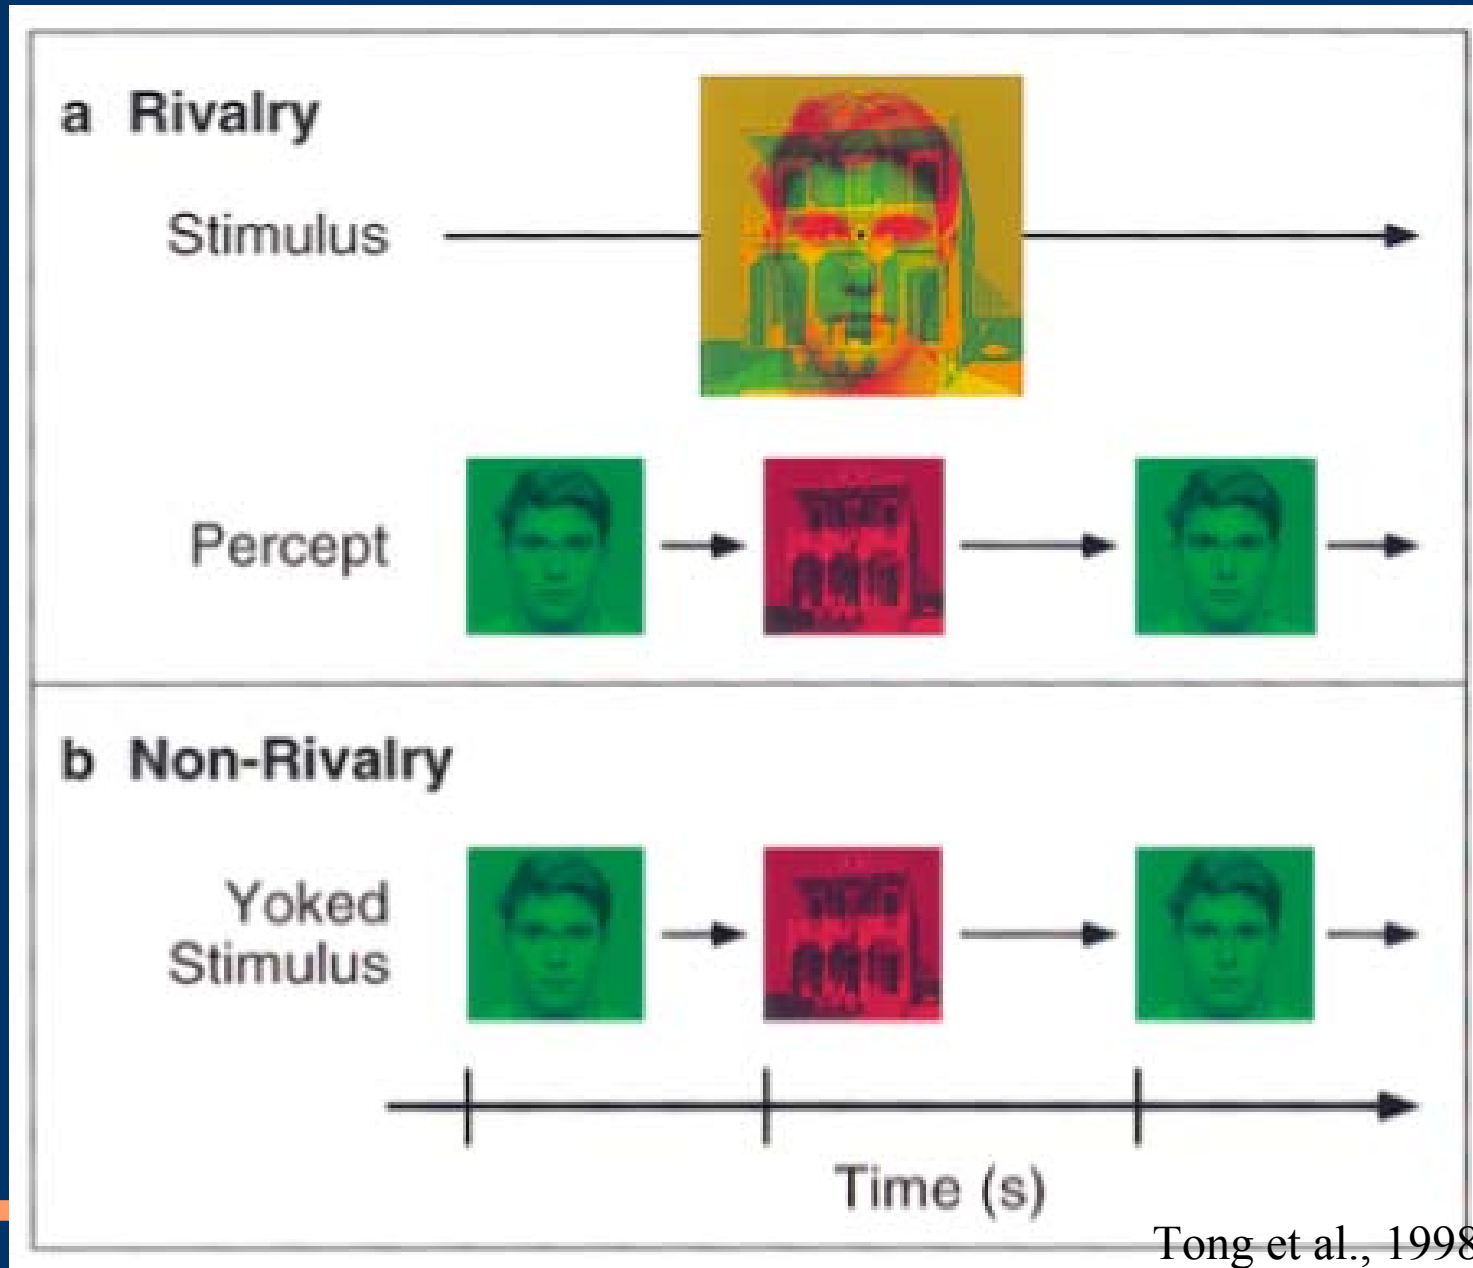 a Rivalry
Stimulus
Percept
b Non-Rivalry
Yoked
Stimulus
Time (s)
Tong et al., 1998